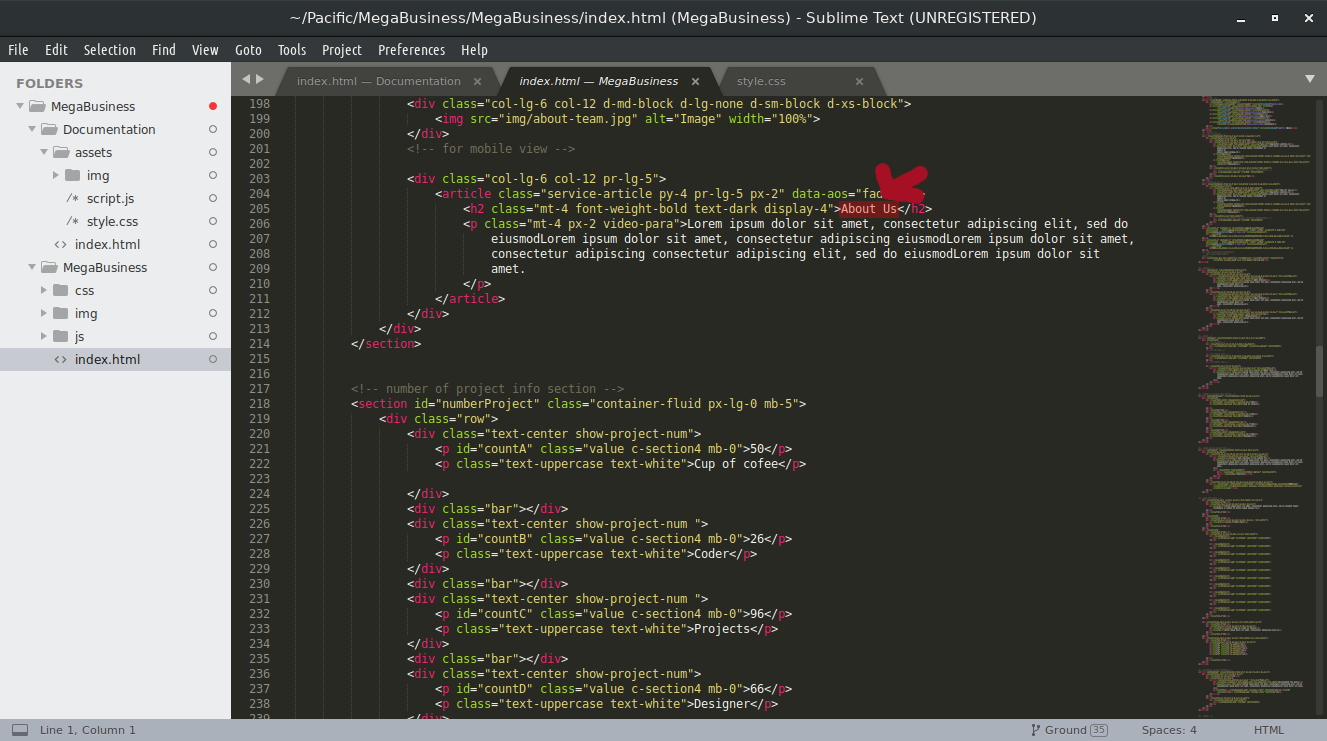 ~/Pacific/MegaBusiness/MegaBusiness/index.html (MegaBusiness) - Sublime Text (UNREGISTERED)
File Edit Selection Find View Goto Tools Project Preferences Help
FOLDERS
MegaBusiness
Documentation
assets
img
/* script.js
/* style.css
<> index.html
MegaBusiness
css
img
js
<> index.html
index.html — Documentation × index.html — MegaBusiness × style.css ×
198 <div class="col-lg-6 col-12 d-md-block d-lg-none d-sm-block d-xs-block">
199 <img src="img/about-team.jpg" alt="Image" width="100%">
200 </div>
201 <!-- for mobile view -->
202
203 <div class="col-lg-6 col-12 pr-lg-5">
204 <article class="service-article py-4 pr-lg-5 px-2" data-aos=
205 <h2 class="mt-4 font-weight-bold text-dark display-4">About Us</h2>
206 <p class="mt-4 px-2 video-para">Lorem ipsum dolor sit amet, consectetur adipiscing elit, sed do
207 eiusmodLorem ipsum dolor sit amet, consectetur adipiscing eiusmodLorem ipsum dolor sit amet,
208 consectetur adipiscing consectetur adipiscing elit, sed do eiusmodLorem ipsum dolor sit
209 amet.
210 </p>
211 </article>
212 </div>
213 </div>
214 </section>
215
216
217 <!-- number of project info section -->
218 <section id="numberProject" class="container-fluid px-lg-0 mb-5">
219 <div class="row">
220 <div class="text-center show-project-num">
221 <p id="countA" class="value c-section4 mb-0">50</p>
222 <p class="text-uppercase text-white">Cup of cofee</p>
223
224 </div>
225 <div class="bar"></div>
226 <div class="text-center show-project-num ">
227 <p id="countB" class="value c-section4 mb-0">26</p>
228 <p class="text-uppercase text-white">Coder</p>
229 </div>
230 <div class="bar"></div>
231 <div class="text-center show-project-num ">
232 <p id="countC" class="value c-section4 mb-0">96</p>
233 <p class="text-uppercase text-white">Projects</p>
234 </div>
235 <div class="bar"></div>
236 <div class="text-center show-project-num">
237 <p id="countD" class="value c-section4 mb-0">66</p>
238 <p class="text-uppercase text-white">Designer</p>
239 </div>
Line 1, Column 1 Ground 35 Spaces: 4 HTML